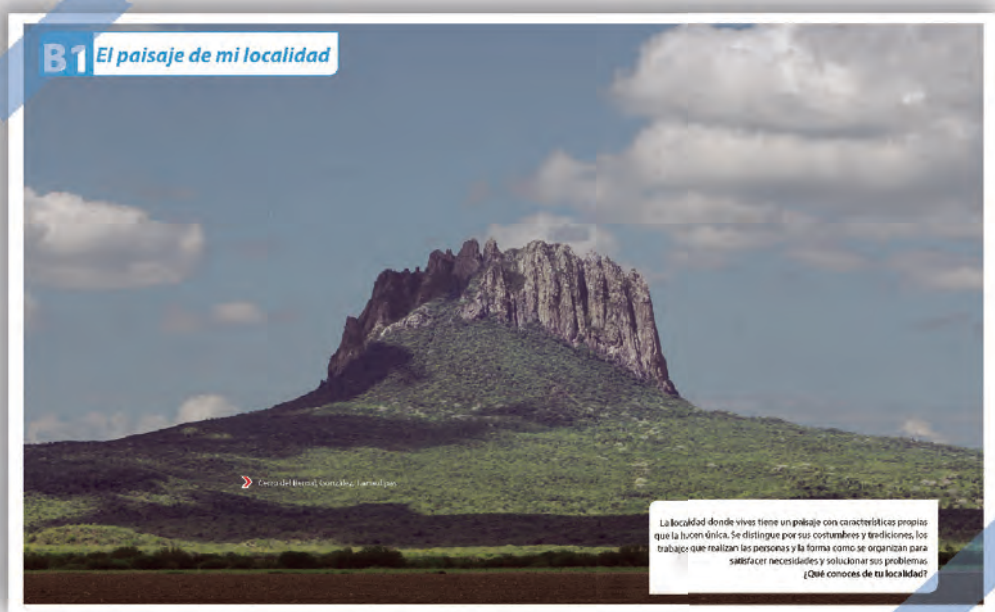 B1 El paisaje de mi localidad
Cerro del Bernal, González, Tamaulipas
La localidad donde vives tiene un paisaje con características propias
que la hacen única. Se distingue por sus costumbres y tradiciones, los
trabajos que realizan las personas y la forma como se organizan para
satisfacer necesidades y solucionar sus problemas
¿Qué conoces de tu localidad?